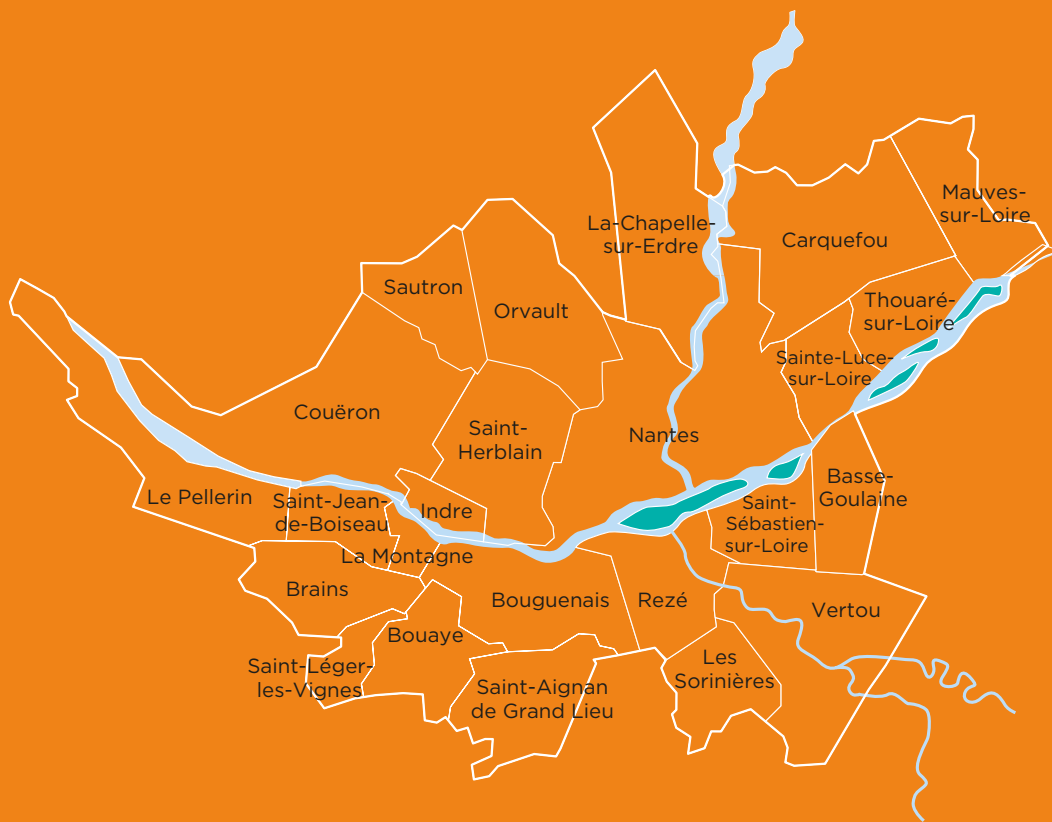 Mauves-
sur-Loire
La-Chapelle-
sur-Erdre
Carquefou
Sautron
Orvault
Thouaré-
sur-Loire
Sainte-Luce-
sur-Loire
Couëron
Saint-
Herblain
Nantes
Basse-
Goulaine
Le Pellerin
Saint-Jean-
de-Boiseau
Indre
Saint-
Sébastien-
sur-Loire
La Montagne
Brains
Bouguenais
Rezé
Vertou
Bouaye
Saint-Léger-
les-Vignes
Les
Sorinières
Saint-Aignan
de Grand Lieu